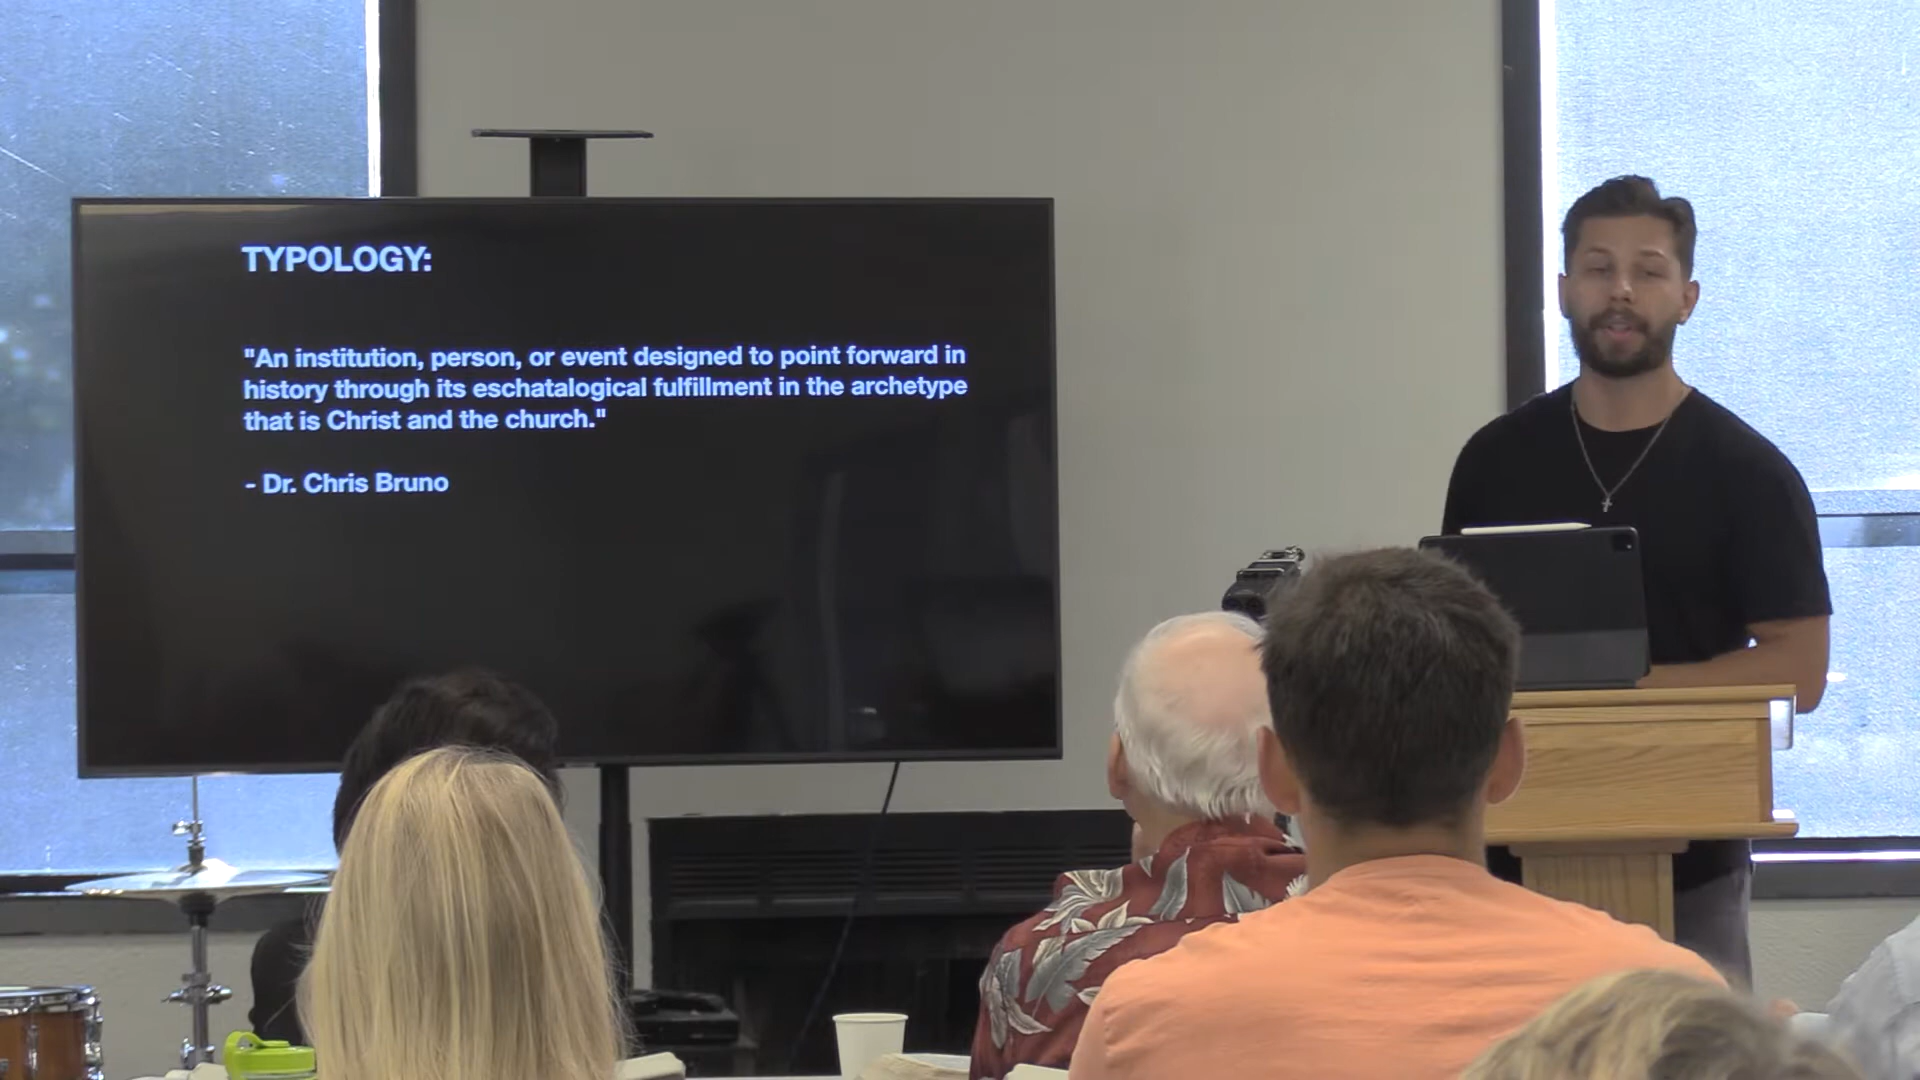 TYPOLOGY:
"An institution, person, or event designed to point forward in
history through its eschatalogical fulfillment in the archetype
that is Christ and the church."
- Dr. Chris Bruno